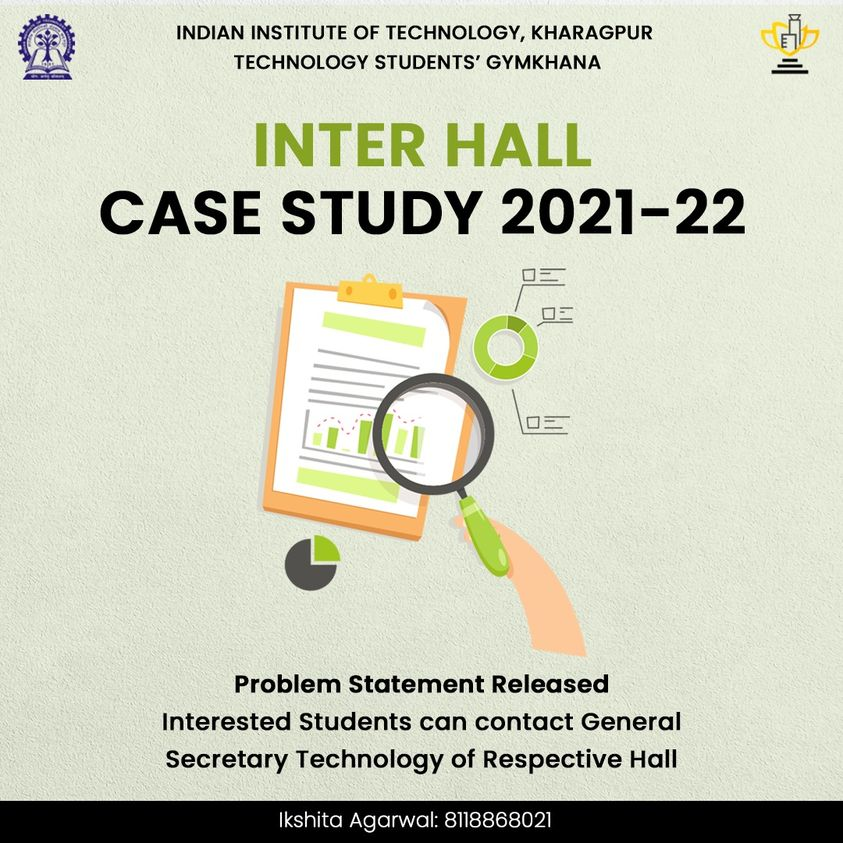 INDIAN INSTITUTE OF TECHNOLOGY, KHARAGPUR
TECHNOLOGY STUDENTS' GYMKHANA
INTER HALL
CASE STUDY 2021-22
Problem Statement Released
Interested Students can contact General
Secretary Technology of Respective Hall
Ikshita Agarwal: 8118868021